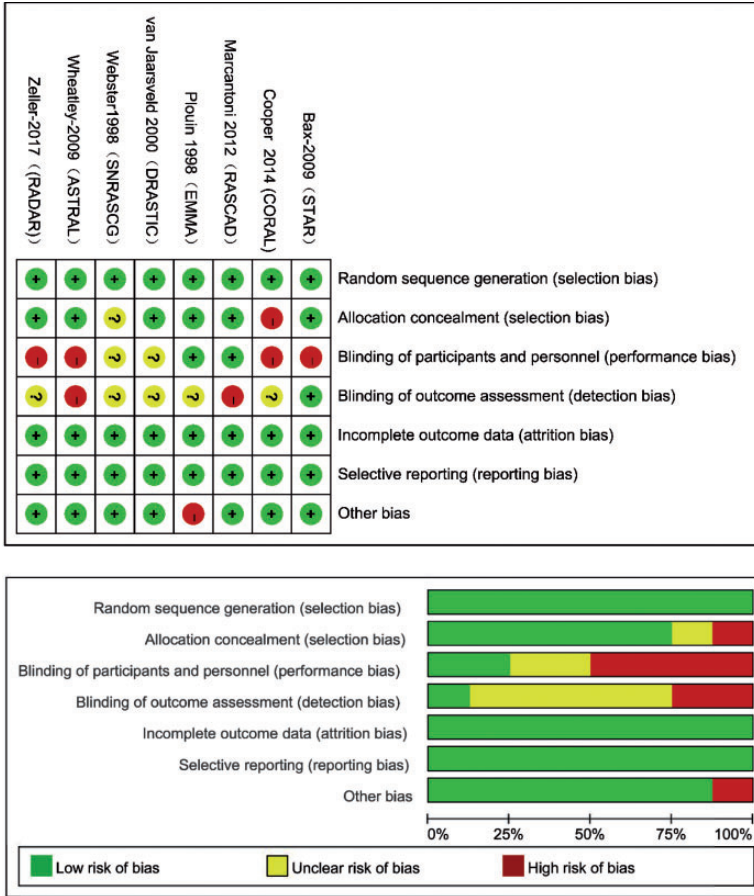 Zeller-2017（(RADAR)）
Wheatley-2009（ASTRAL）
Webster1998（SNRASCG）
van Jaarsveld 2000（DRASTIC）
Plouin 1998（EMMA）
Marcantoni 2012（RASCAD）
Cooper 2014 (CORAL)
Bax-2009（STAR）
+ + + + + + + + Random sequence generation (selection bias)
+ + ? + + + - + Allocation concealment (selection bias)
- - ? ? + + - - Blinding of participants and personnel (performance bias)
? - ? ? ? - ? + Blinding of outcome assessment (detection bias)
+ + + + + + + + Incomplete outcome data (attrition bias)
+ + + + + + + + Selective reporting (reporting bias)
+ + + + - + + + Other bias
Random sequence generation (selection bias)
Allocation concealment (selection bias)
Blinding of participants and personnel (performance bias)
Blinding of outcome assessment (detection bias)
Incomplete outcome data (attrition bias)
Selective reporting (reporting bias)
Other bias
0% 25% 50% 75% 100%
Low risk of bias Unclear risk of bias High risk of bias